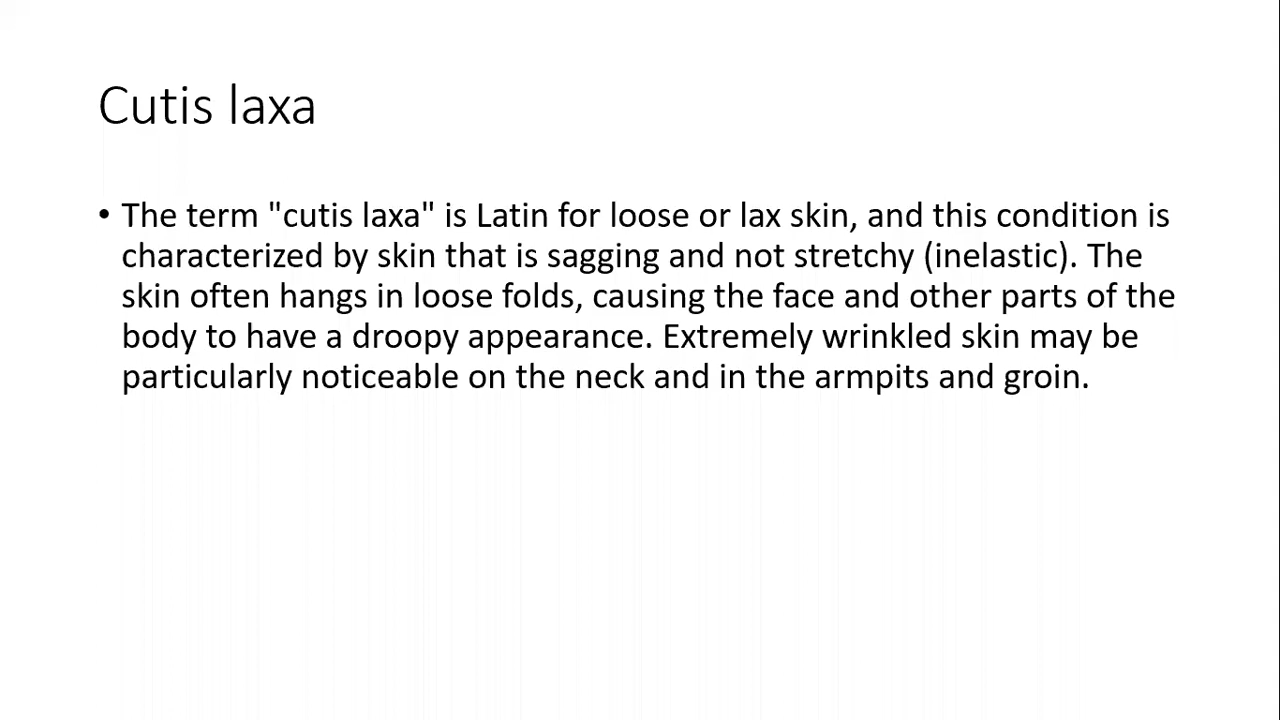 Cutis laxa
• The term "cutis laxa" is Latin for loose or lax skin, and this condition is
characterized by skin that is sagging and not stretchy (inelastic). The
skin often hangs in loose folds, causing the face and other parts of the
body to have a droopy appearance. Extremely wrinkled skin may be
particularly noticeable on the neck and in the armpits and groin.